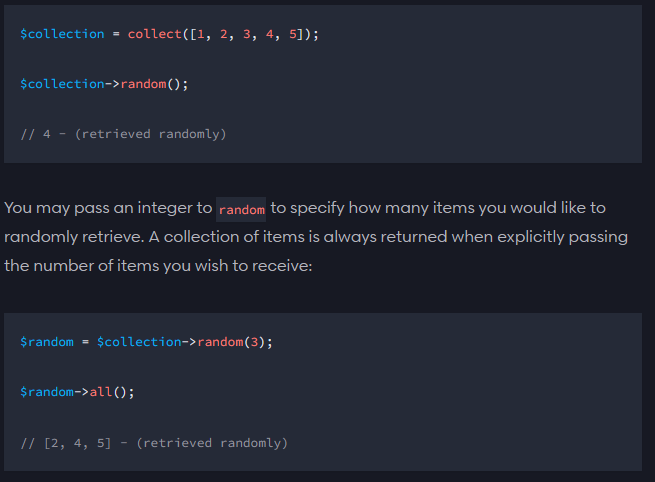 $collection = collect([1, 2, 3, 4, 5]);
$collection->random();
// 4 - (retrieved randomly)
You may pass an integer to random to specify how many items you would like to
randomly retrieve. A collection of items is always returned when explicitly passing
the number of items you wish to receive:
$random = $collection->random(3);
$random->all();
// [2, 4, 5] - (retrieved randomly)